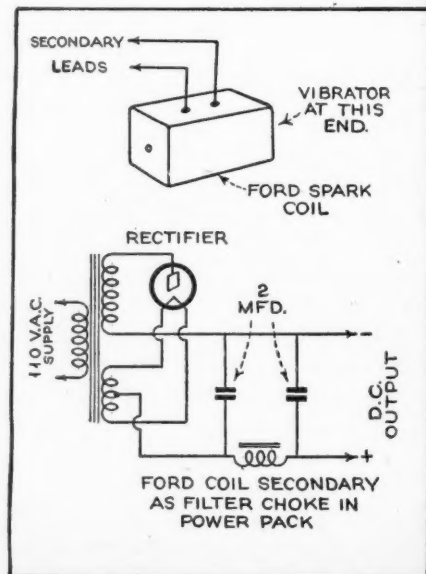 SECONDARY
LEADS
VIBRATOR
AT THIS
END.
FORD SPARK
COIL
RECTIFIER
2
MFD.
110 V.A.C.
SUPPLY
-
D.C.
OUTPUT
+
FORD COIL SECONDARY
AS FILTER CHOKE IN
POWER PACK